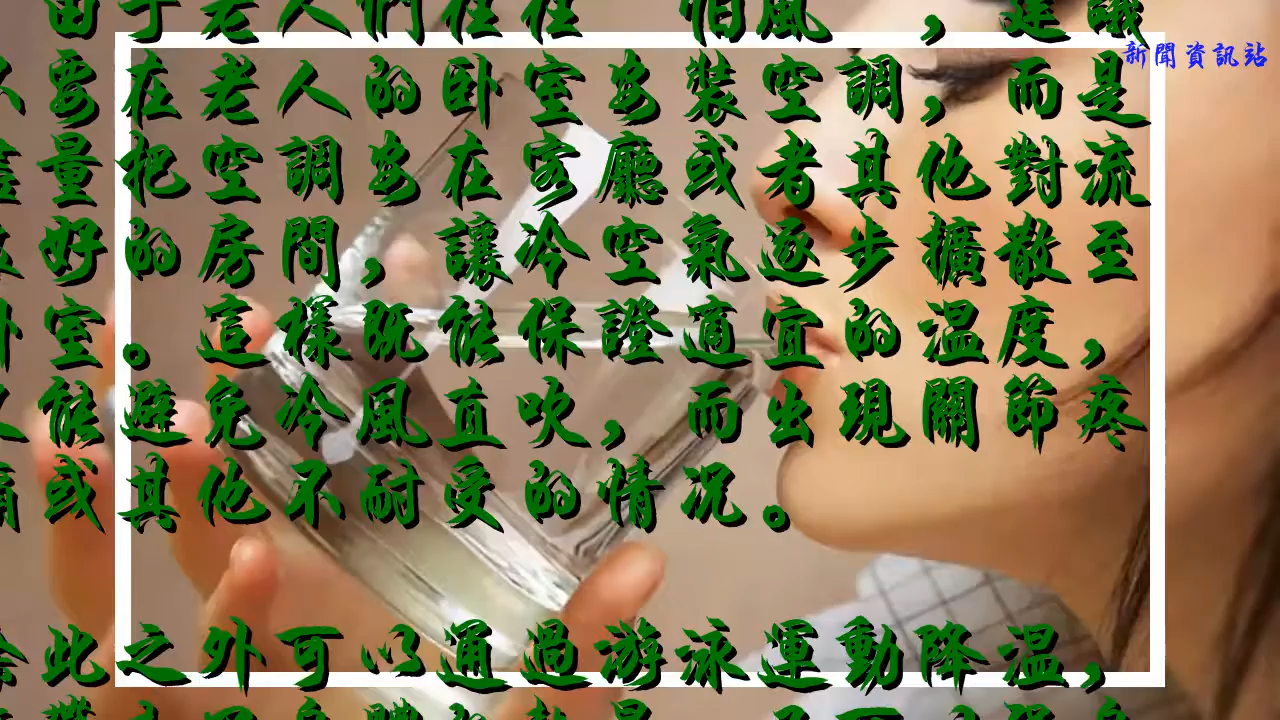 由于老人們往往“怕風”，建議
不要在老人的卧室安裝空調，而是
盡量把空調安在客廳或者其他對流
較好的房間，讓冷空氣逐步擴散至
卧室。這樣既能保證適宜的温度，
又能避免冷風直吹，而出現關節疼
痛或其他不耐受的情况。
除此之外可以通過游泳運動降温，
新聞資訊站